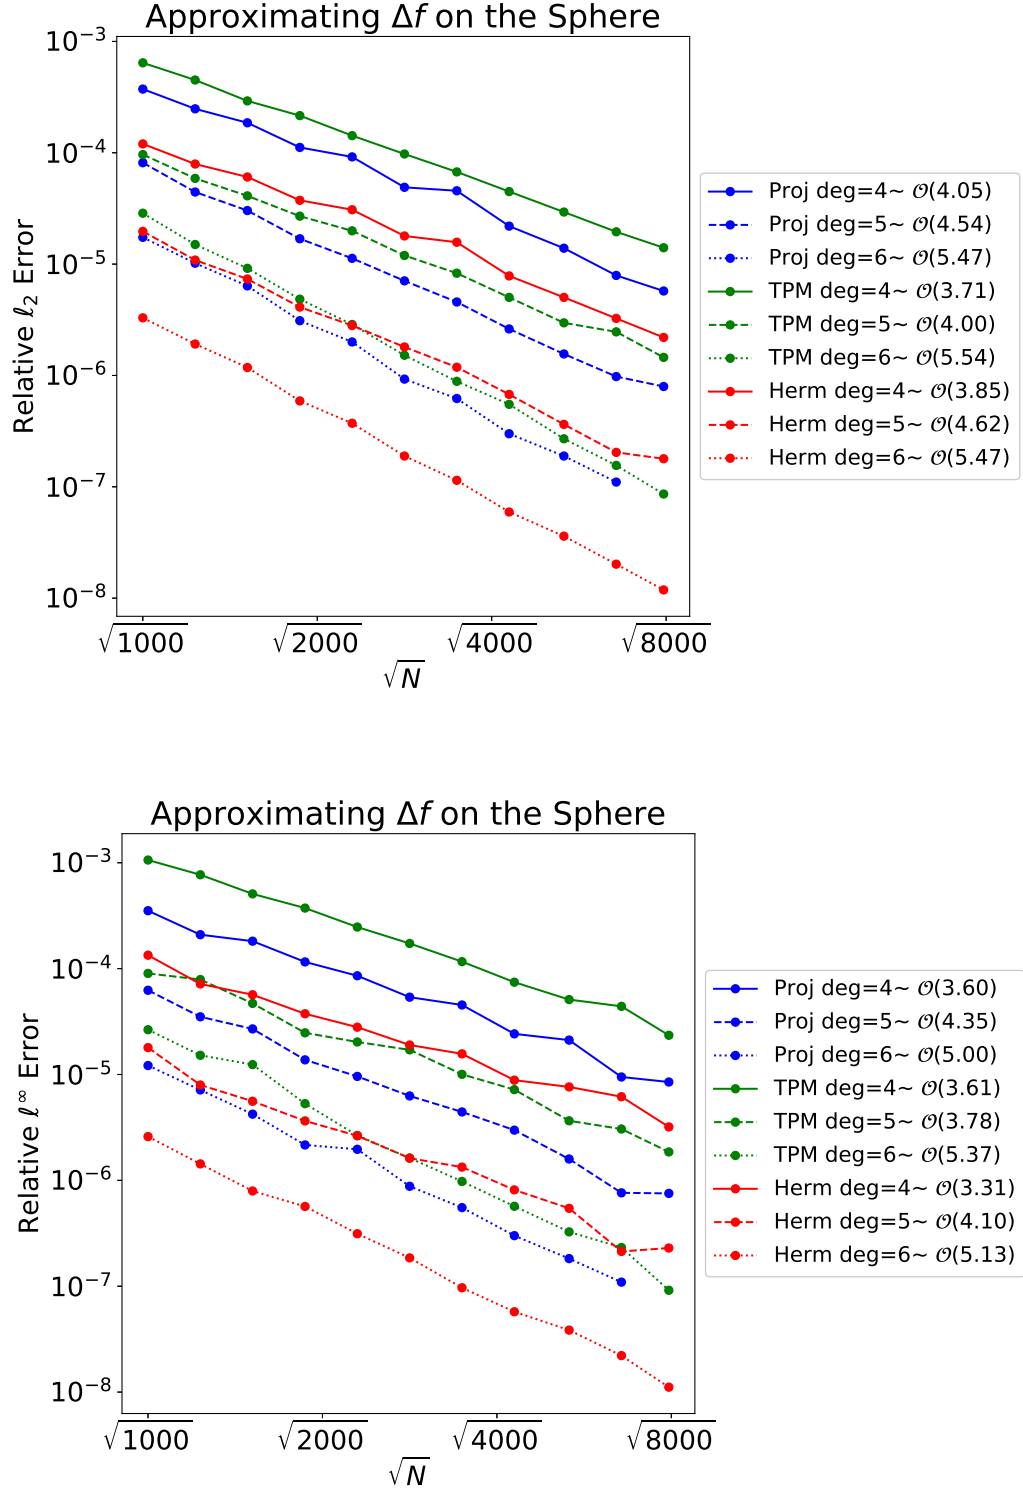 Approximating Δf on the Sphere
10⁻³
10⁻⁴
10⁻⁵
10⁻⁶
10⁻⁷
10⁻⁸
Relative ℓ₂ Error
√1000 √2000 √4000 √8000
√N
Proj deg=4~ 𝒪(4.05)
Proj deg=5~ 𝒪(4.54)
Proj deg=6~ 𝒪(5.47)
TPM deg=4~ 𝒪(3.71)
TPM deg=5~ 𝒪(4.00)
TPM deg=6~ 𝒪(5.54)
Herm deg=4~ 𝒪(3.85)
Herm deg=5~ 𝒪(4.62)
Herm deg=6~ 𝒪(5.47)
Approximating Δf on the Sphere
10⁻³
10⁻⁴
10⁻⁵
10⁻⁶
10⁻⁷
10⁻⁸
Relative ℓ^∞ Error
√1000 √2000 √4000 √8000
√N
Proj deg=4~ 𝒪(3.60)
Proj deg=5~ 𝒪(4.35)
Proj deg=6~ 𝒪(5.00)
TPM deg=4~ 𝒪(3.61)
TPM deg=5~ 𝒪(3.78)
TPM deg=6~ 𝒪(5.37)
Herm deg=4~ 𝒪(3.31)
Herm deg=5~ 𝒪(4.10)
Herm deg=6~ 𝒪(5.13)